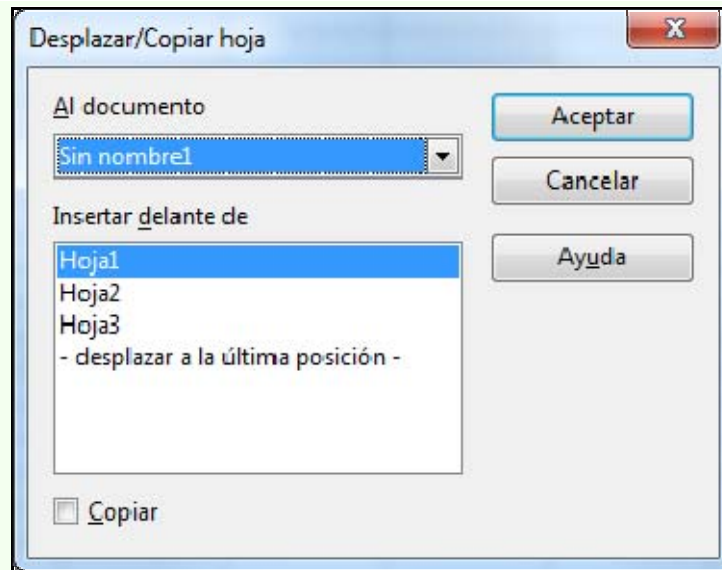 Desplazar/Copiar hoja
Al documento
Sin nombre1
Insertar delante de
Hoja1
Hoja2
Hoja3
- desplazar a la última posición -
Copiar
Aceptar
Cancelar
Ayuda